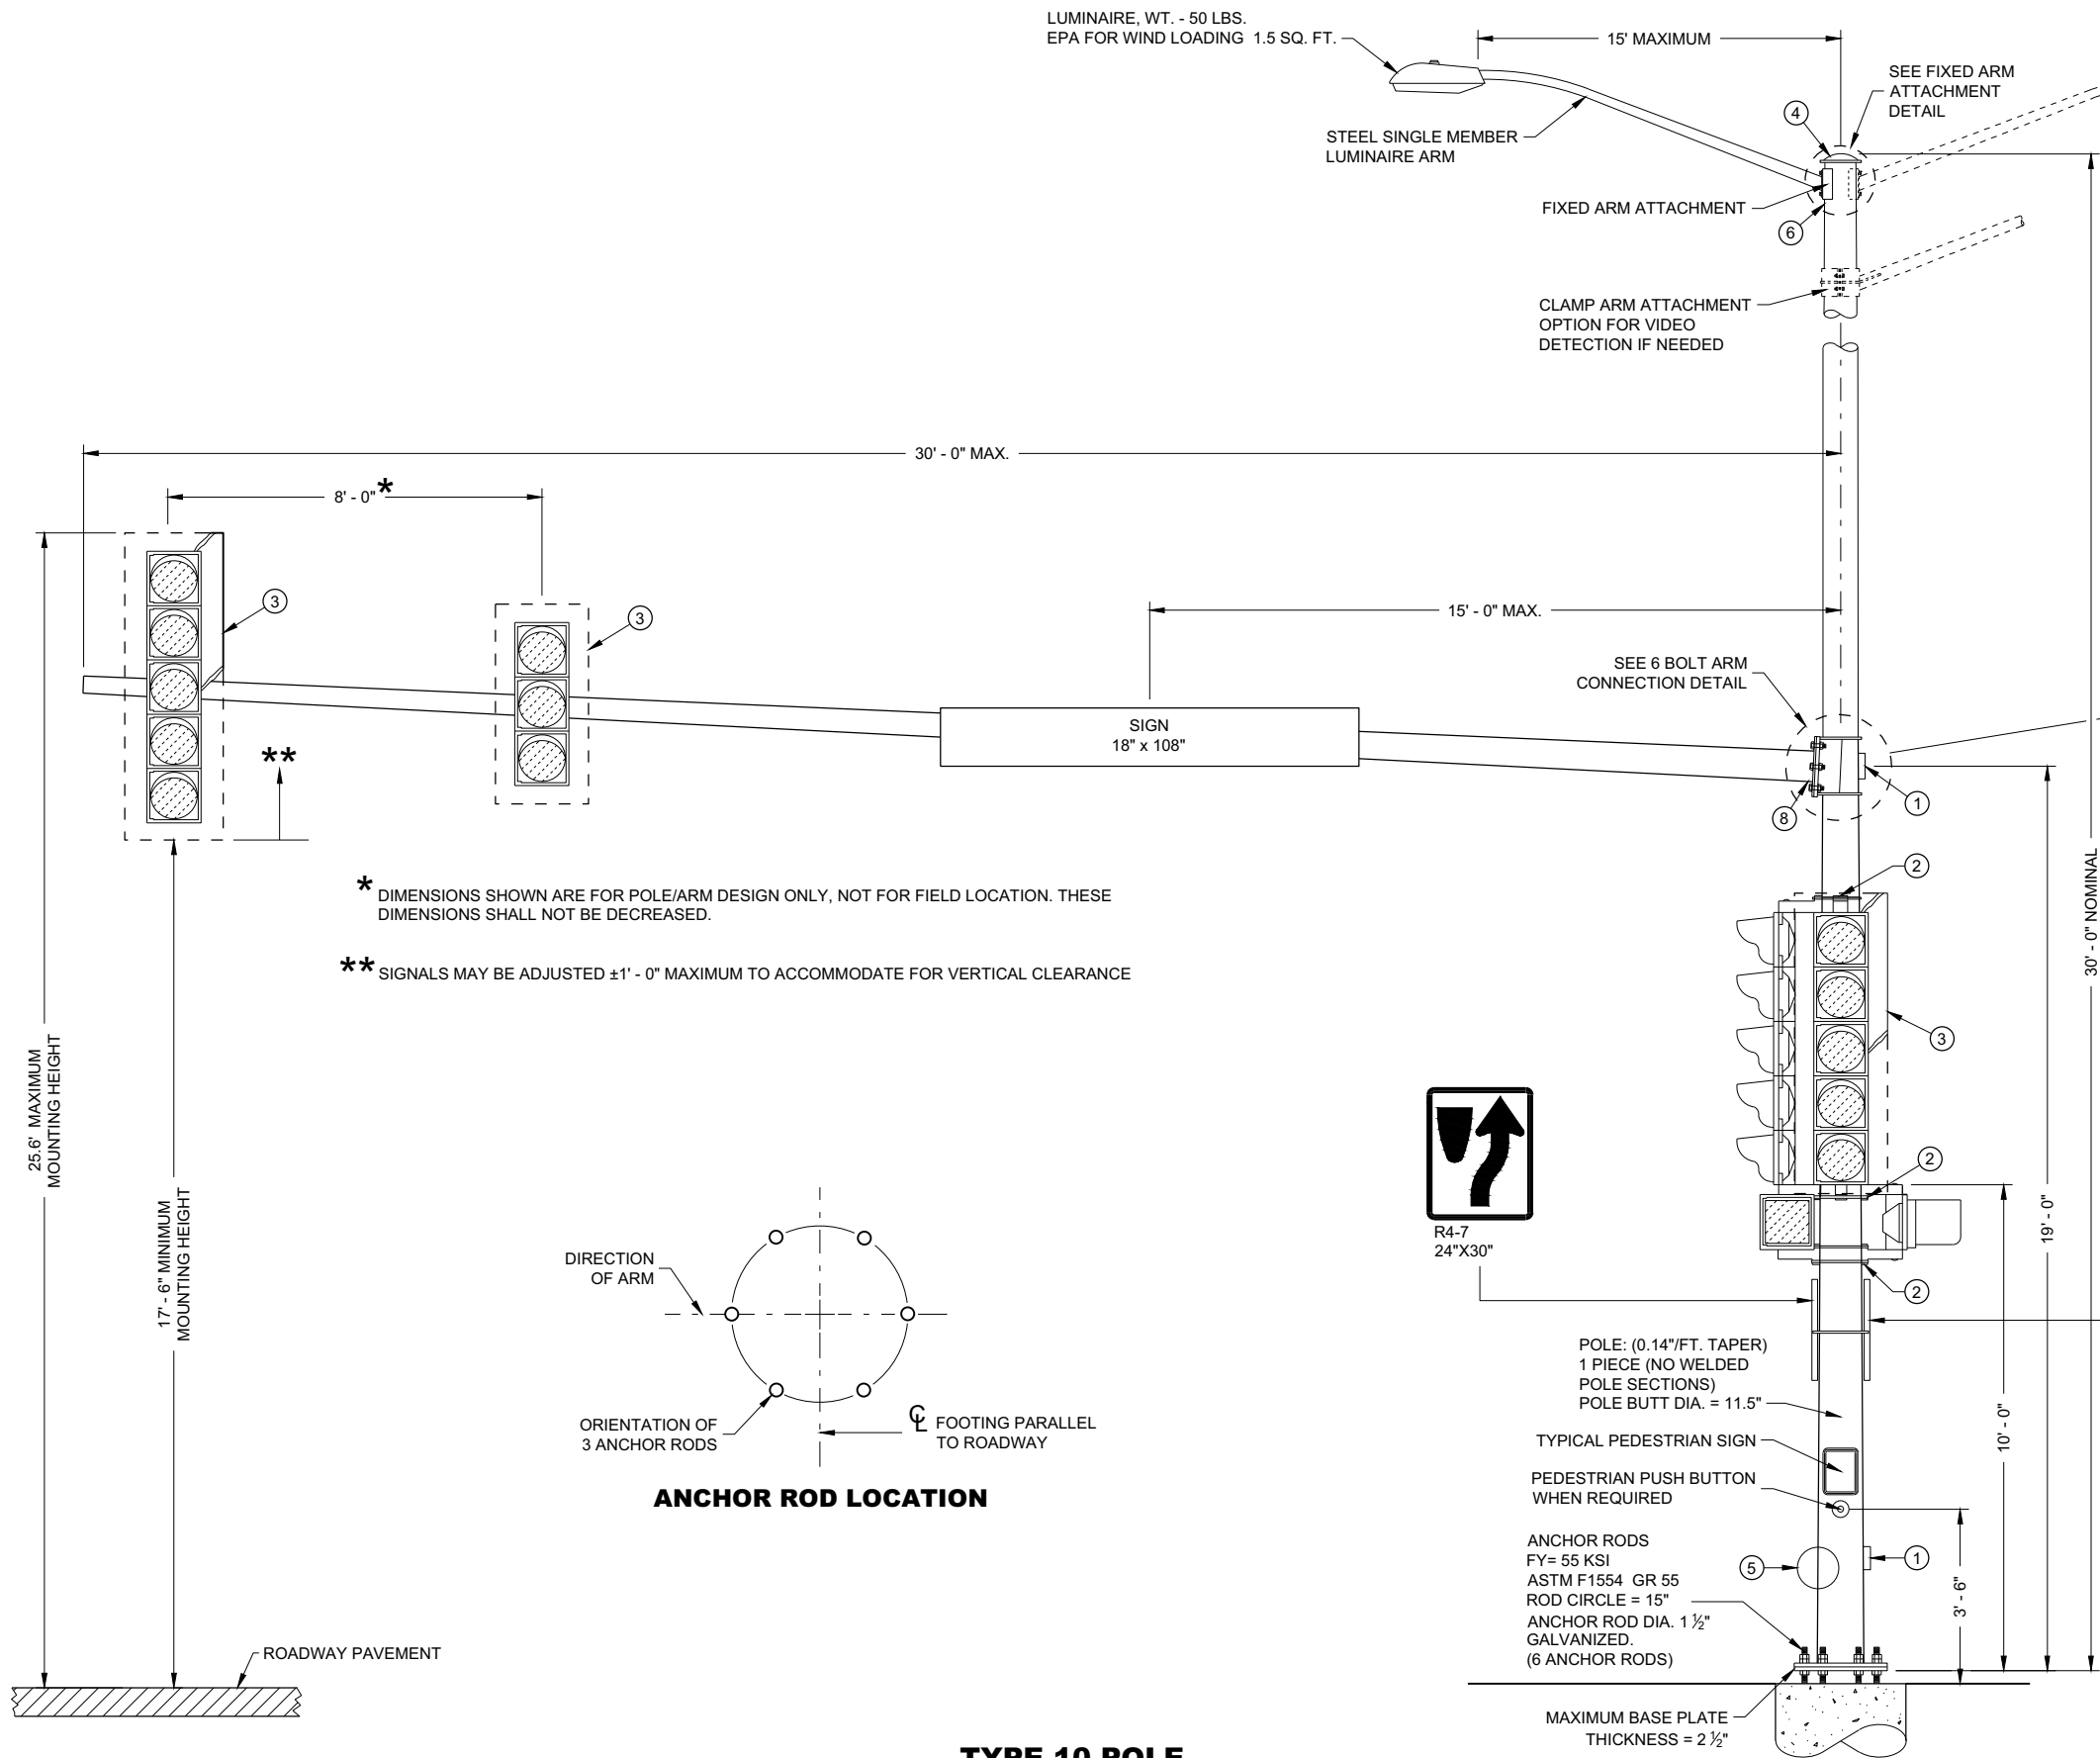 LUMINAIRE, WT. - 50 LBS.
EPA FOR WIND LOADING 1.5 SQ. FT.
15' MAXIMUM
SEE FIXED ARM
ATTACHMENT
DETAIL
4
STEEL SINGLE MEMBER
LUMINAIRE ARM
FIXED ARM ATTACHMENT
6
CLAMP ARM ATTACHMENT
OPTION FOR VIDEO
DETECTION IF NEEDED
30' - 0" MAX.
8' - 0"*
3
3
15' - 0" MAX.
SEE 6 BOLT ARM
CONNECTION DETAIL
SIGN
18" x 108"
**
1
8
2
* DIMENSIONS SHOWN ARE FOR POLE/ARM DESIGN ONLY, NOT FOR FIELD LOCATION. THESE
DIMENSIONS SHALL NOT BE DECREASED.
** SIGNALS MAY BE ADJUSTED ±1' - 0" MAXIMUM TO ACCOMMODATE FOR VERTICAL CLEARANCE
30' - 0" NOMINAL
3
25.6' MAXIMUM
MOUNTING HEIGHT
17' - 6" MINIMUM
MOUNTING HEIGHT
2
R4-7
24"X30"
19' - 0"
2
DIRECTION
OF ARM
ORIENTATION OF
3 ANCHOR RODS
℄ FOOTING PARALLEL
TO ROADWAY
ANCHOR ROD LOCATION
POLE: (0.14"/FT. TAPER)
1 PIECE (NO WELDED
POLE SECTIONS)
POLE BUTT DIA. = 11.5"
10' - 0"
TYPICAL PEDESTRIAN SIGN
PEDESTRIAN PUSH BUTTON
WHEN REQUIRED
ANCHOR RODS
FY= 55 KSI
ASTM F1554 GR 55
ROD CIRCLE = 15"
ANCHOR ROD DIA. 1 ½"
GALVANIZED.
(6 ANCHOR RODS)
5
1
3' - 6"
ROADWAY PAVEMENT
MAXIMUM BASE PLATE
THICKNESS = 2 ½"
TYPE 10 POLE